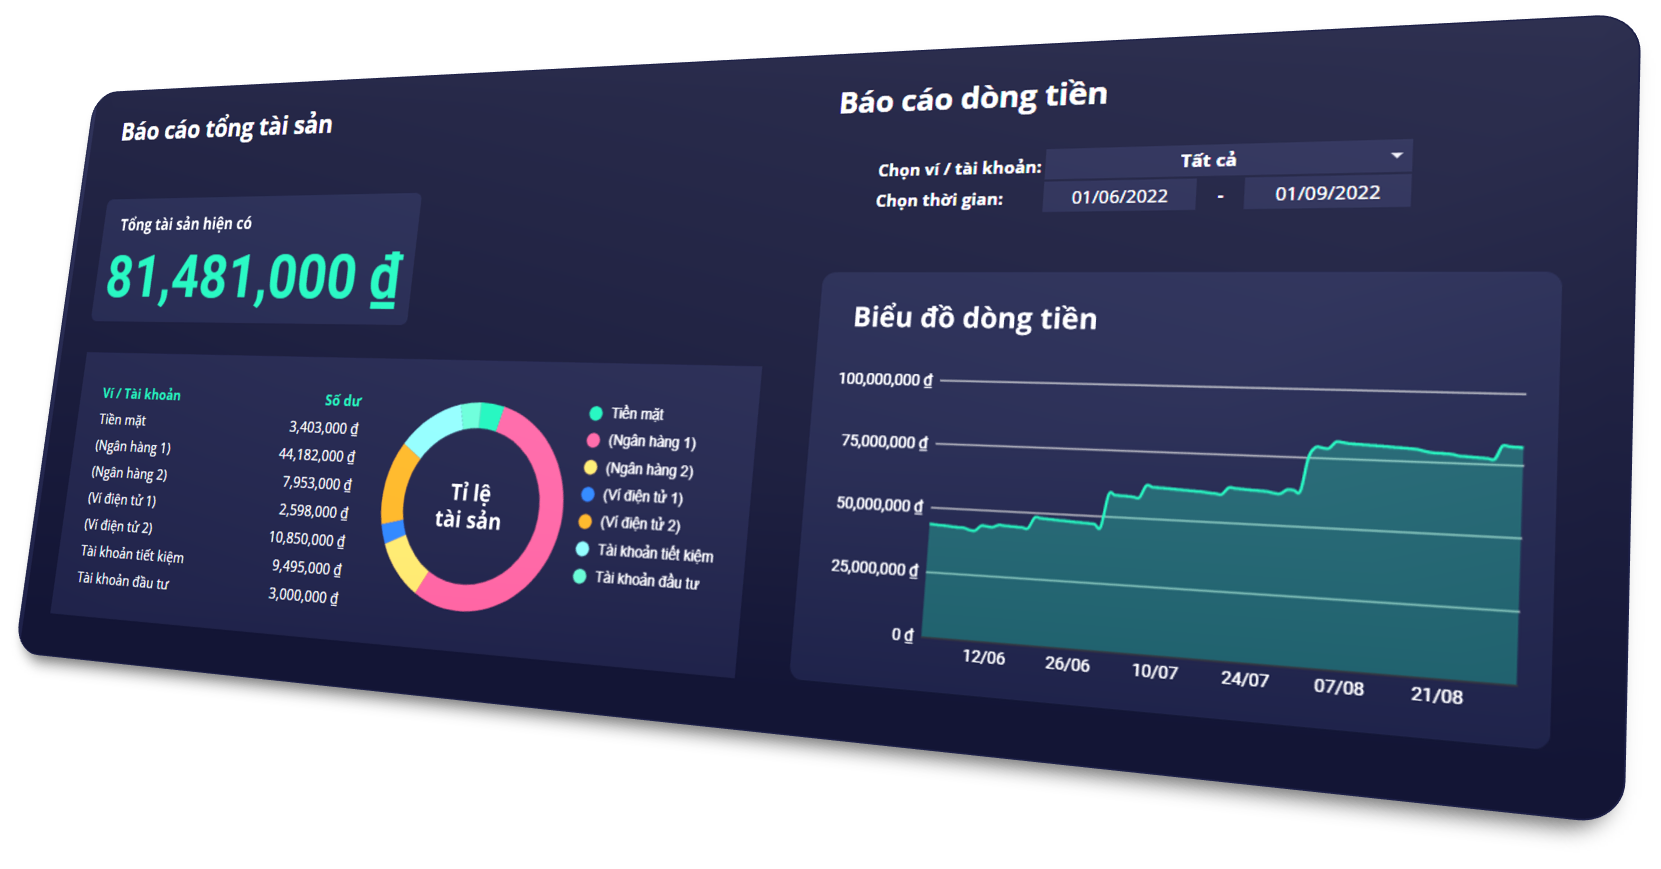 Báo cáo tổng tài sản
Tổng tài sản hiện có
81,481,000 ₫
Ví / Tài khoản Số dư
Tiền mặt 3,403,000 ₫
(Ngân hàng 1) 44,182,000 ₫
(Ngân hàng 2) 7,953,000 ₫
(Ví điện tử 1) 2,598,000 ₫
(Ví điện tử 2) 10,850,000 ₫
Tài khoản tiết kiệm 9,495,000 ₫
Tài khoản đầu tư 3,000,000 ₫
Tỉ lệ
tài sản
Tiền mặt
(Ngân hàng 1)
(Ngân hàng 2)
(Ví điện tử 1)
(Ví điện tử 2)
Tài khoản tiết kiệm
Tài khoản đầu tư
Báo cáo dòng tiền
Chọn ví / tài khoản: Tất cả
Chọn thời gian: 01/06/2022 - 01/09/2022
Biểu đồ dòng tiền
100,000,000 ₫
75,000,000 ₫
50,000,000 ₫
25,000,000 ₫
0 ₫
12/06 26/06 10/07 24/07 07/08 21/08